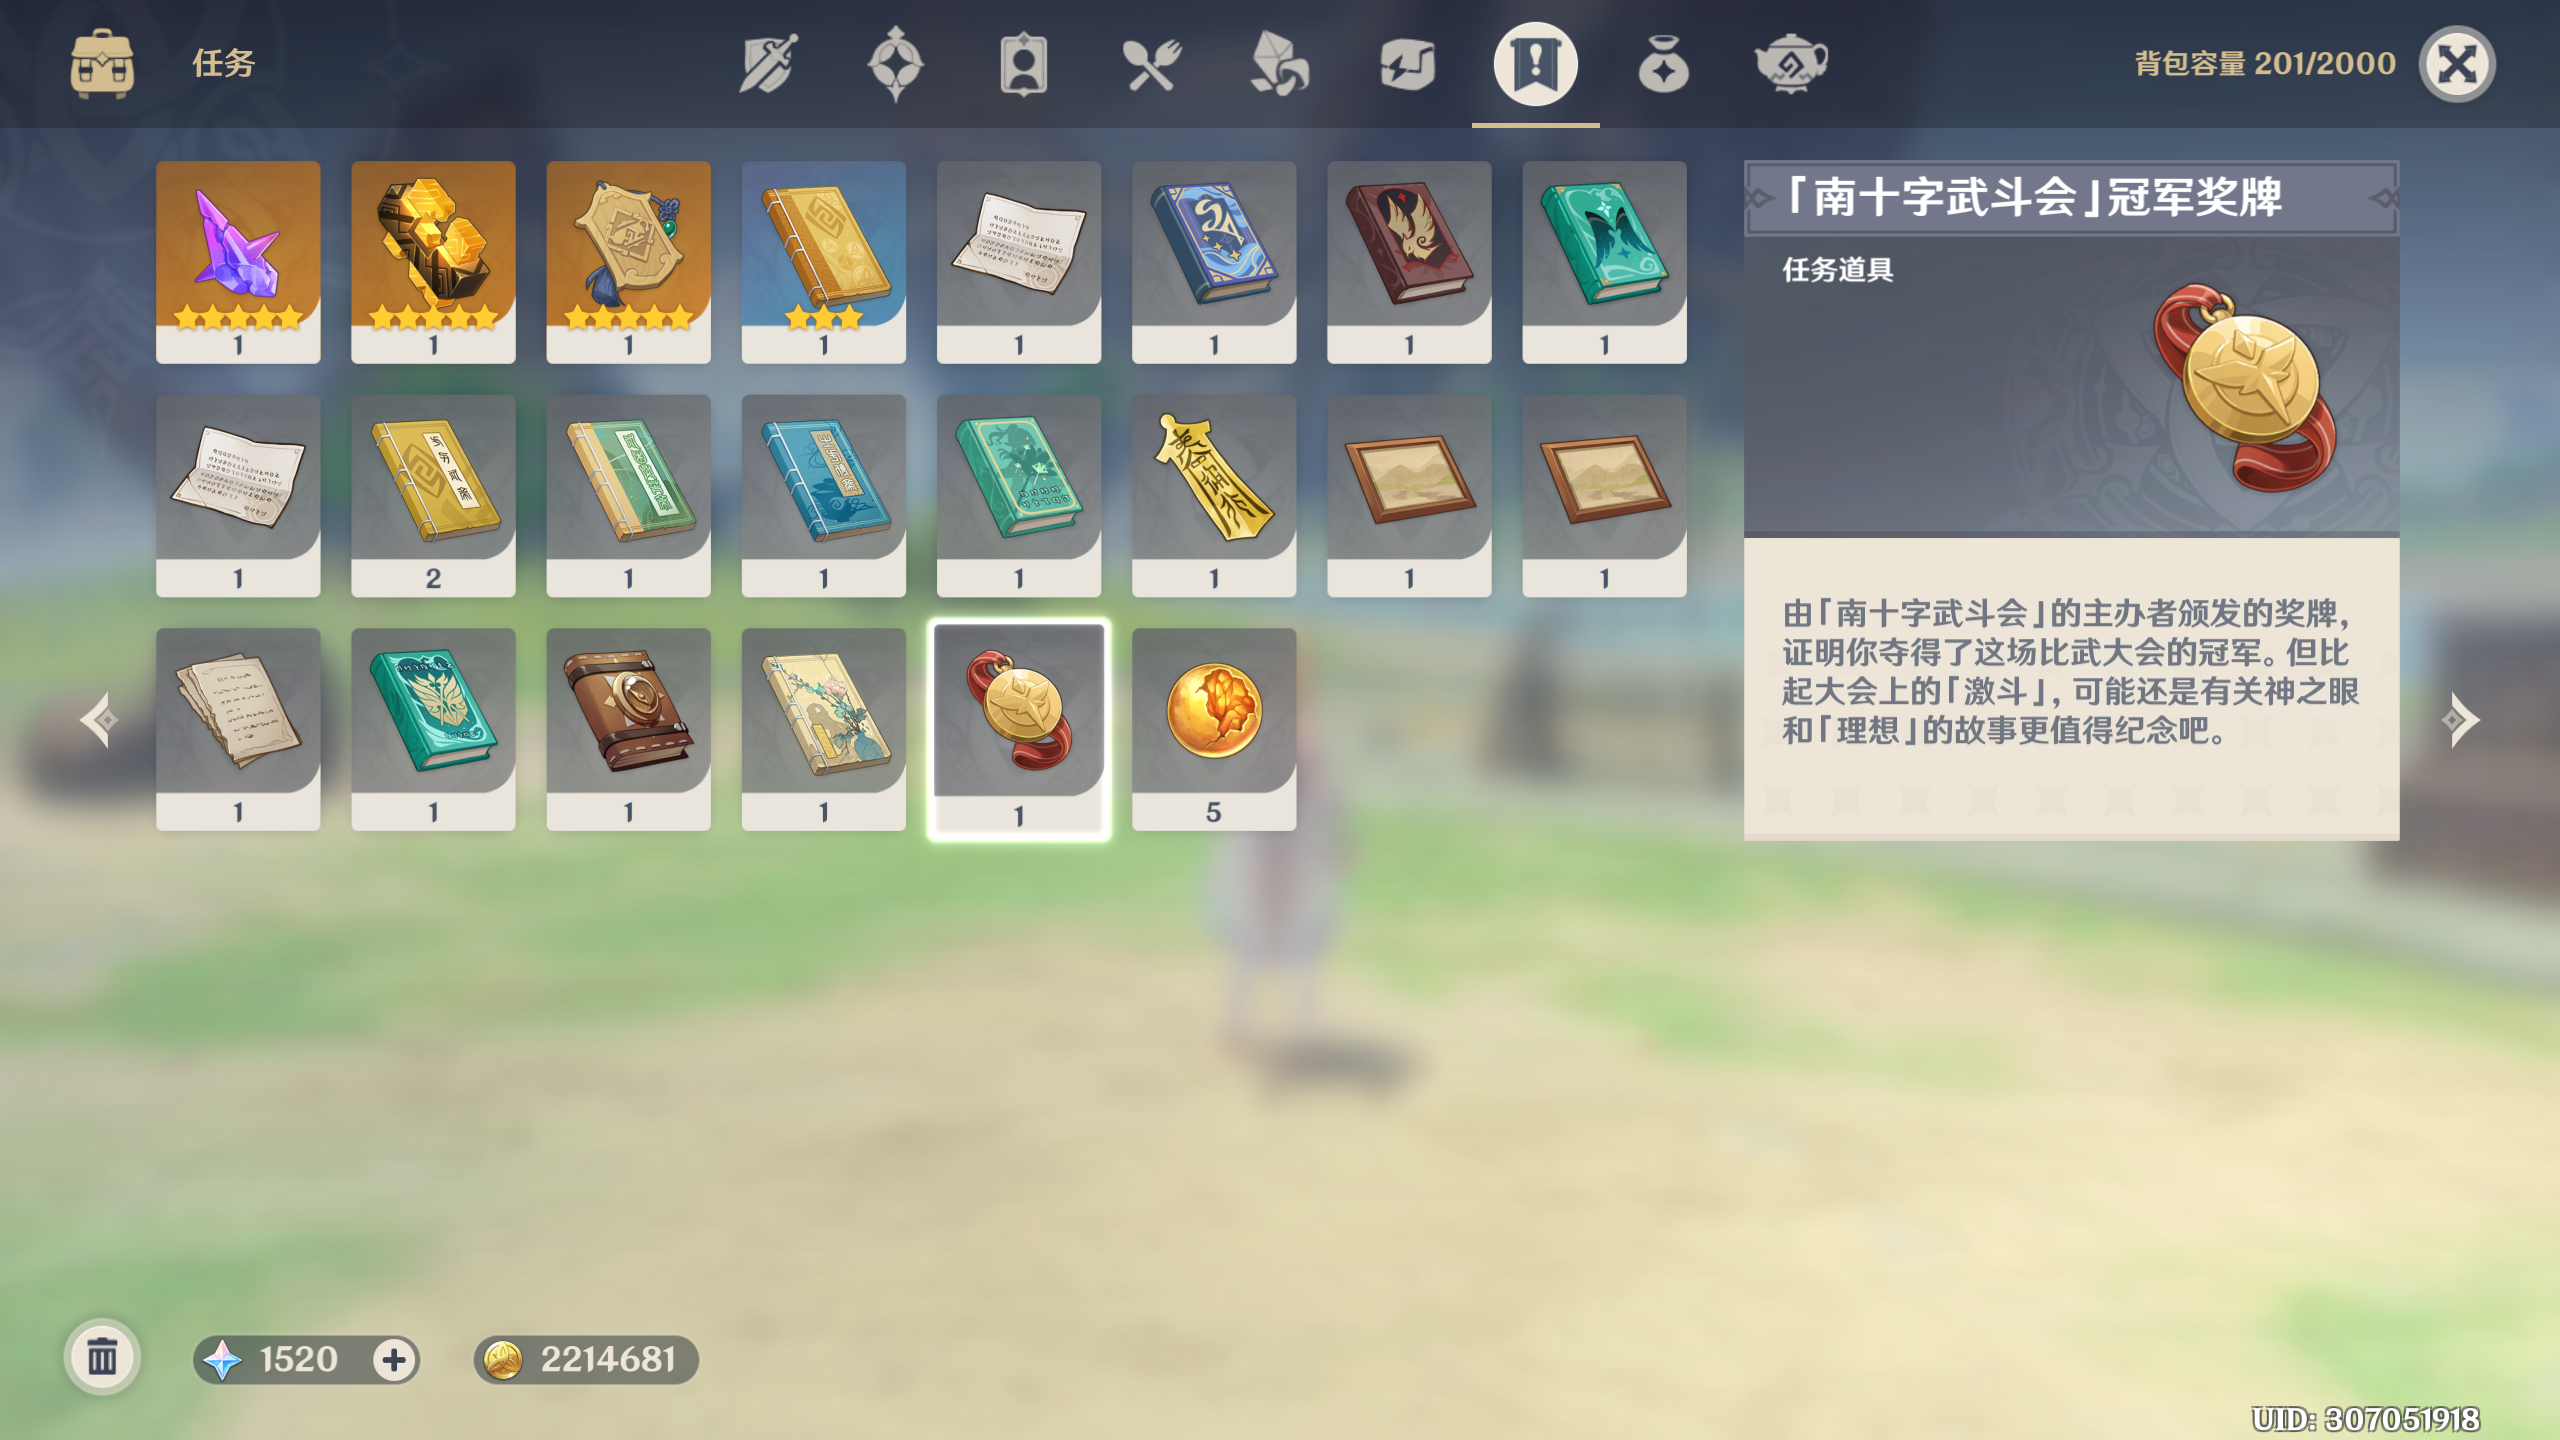 任务
背包容量 201/2000
1
1
1
1
1
1
1
1
「南十字武斗会」冠军奖牌
任务道具
1
2
1
1
1
1
1
1
由「南十字武斗会」的主办者颁发的奖牌，
证明你夺得了这场比武大会的冠军。但比
起大会上的「激斗」，可能还是有关神之眼
和「理想」的故事更值得纪念吧。
1
1
1
1
1
5
1520
2214681
UID: 307051918